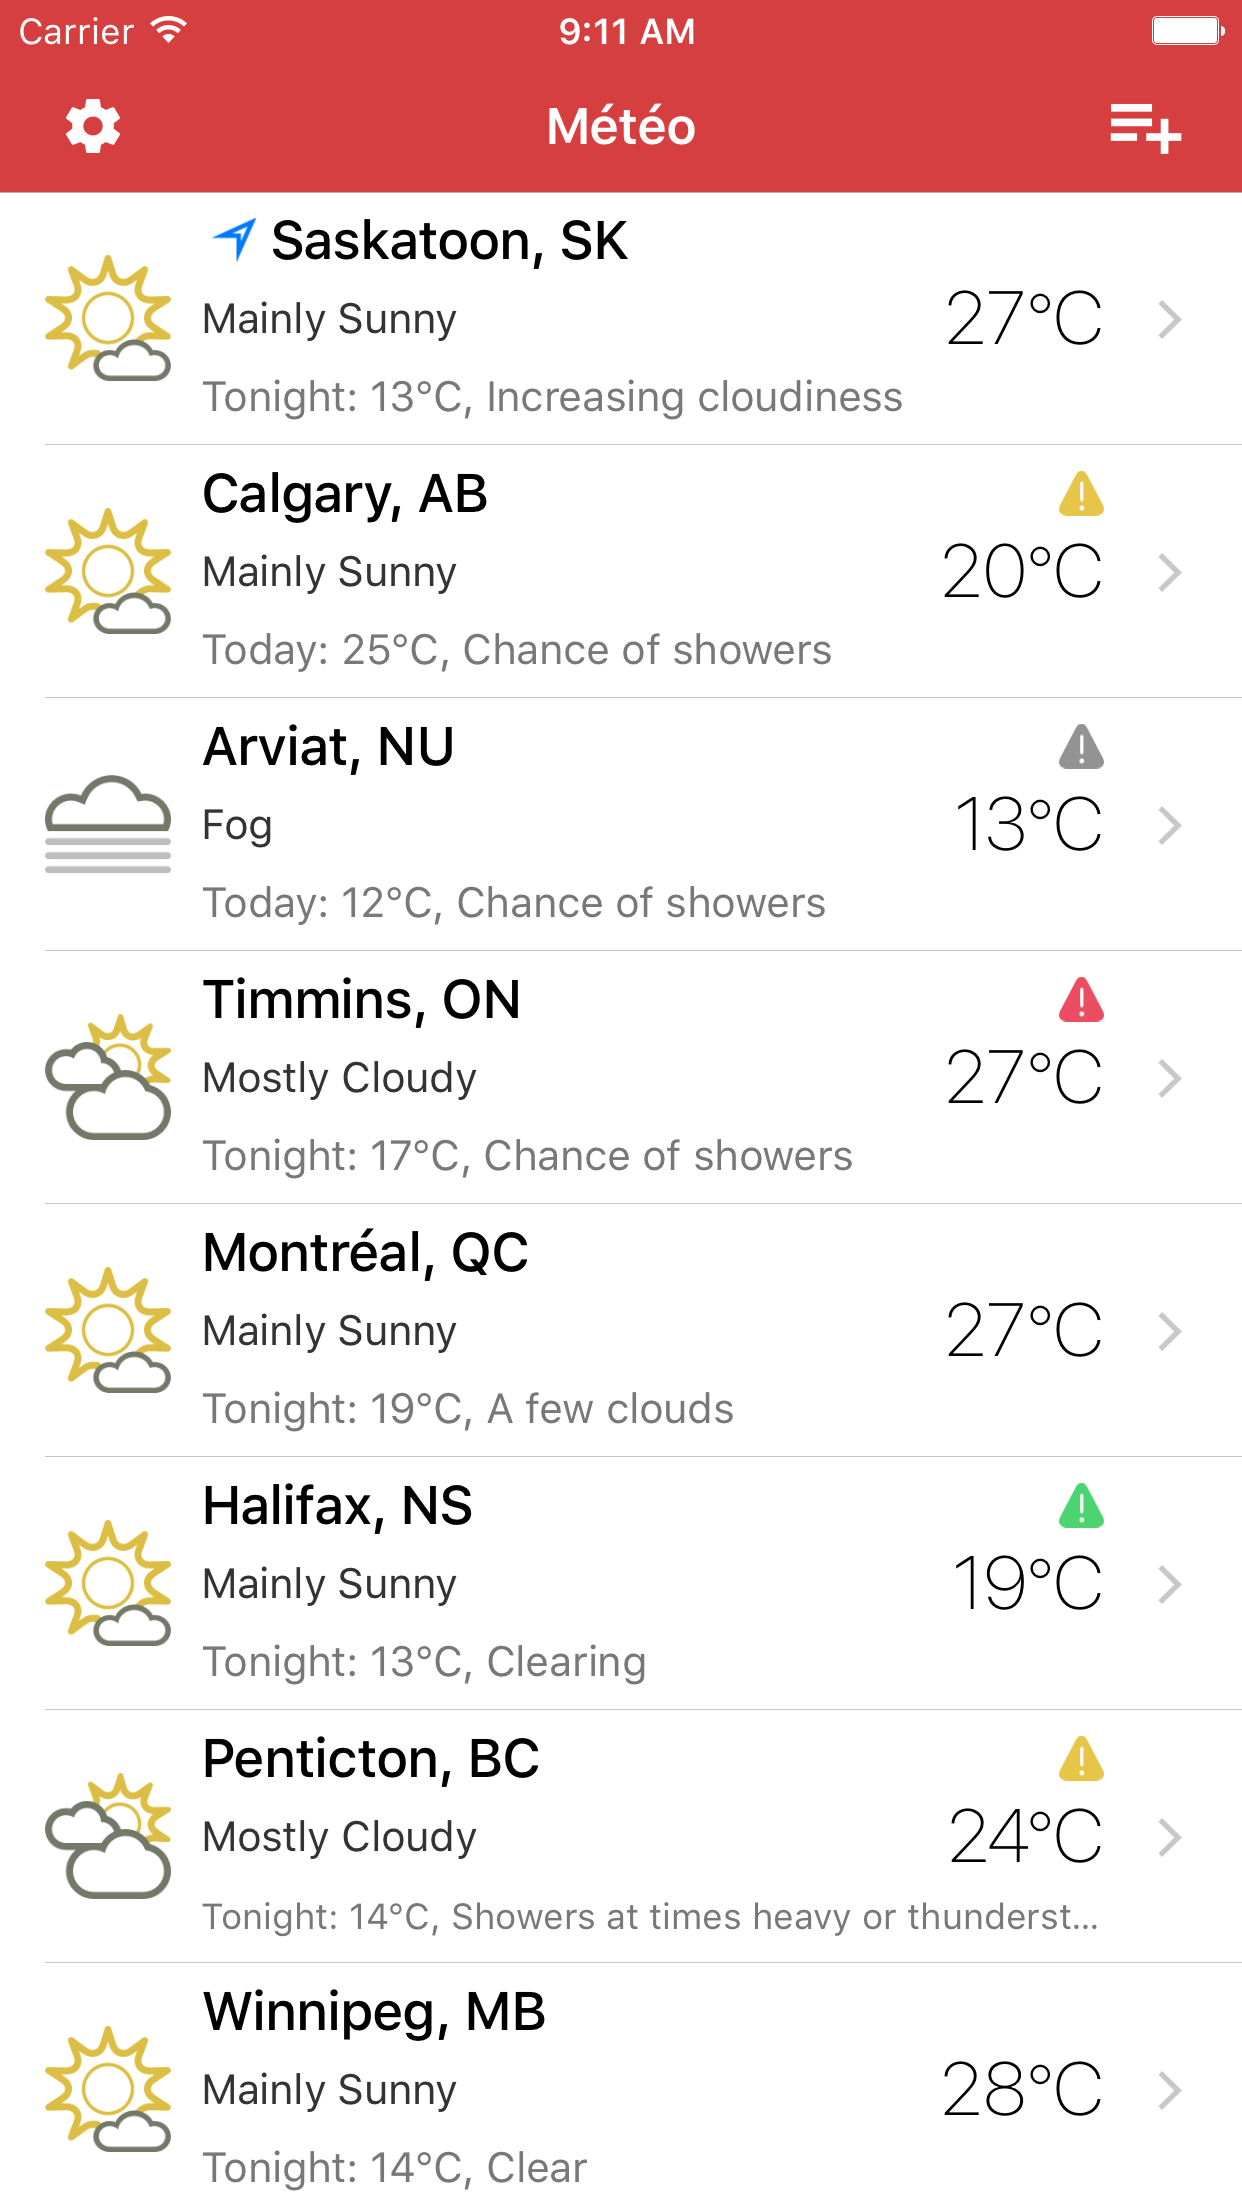 Carrier 9:11 AM
Météo
Saskatoon, SK
Mainly Sunny
27°C
Tonight: 13°C, Increasing cloudiness
Calgary, AB
Mainly Sunny
20°C
Today: 25°C, Chance of showers
Arviat, NU
Fog
13°C
Today: 12°C, Chance of showers
Timmins, ON
Mostly Cloudy
27°C
Tonight: 17°C, Chance of showers
Montréal, QC
Mainly Sunny
27°C
Tonight: 19°C, A few clouds
Halifax, NS
Mainly Sunny
19°C
Tonight: 13°C, Clearing
Penticton, BC
Mostly Cloudy
24°C
Tonight: 14°C, Showers at times heavy or thunderst...
Winnipeg, MB
Mainly Sunny
28°C
Tonight: 14°C, Clear